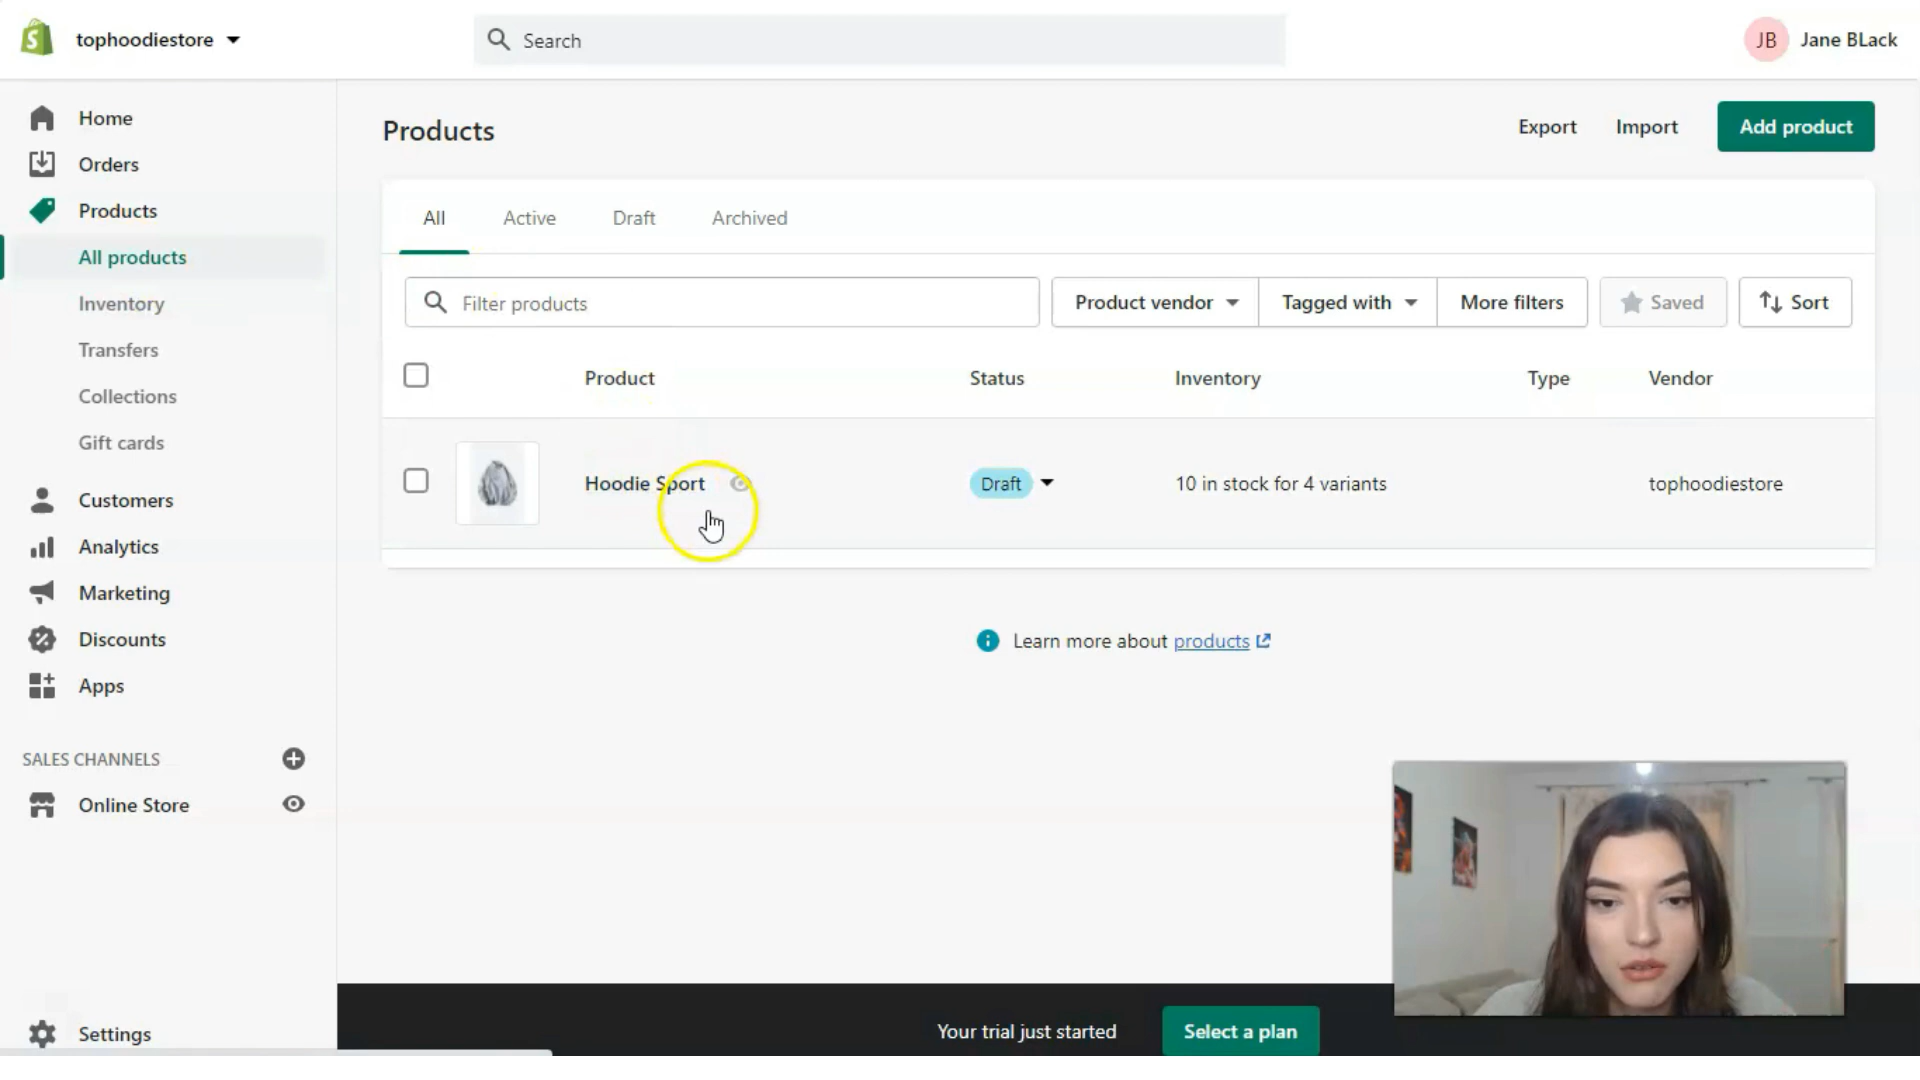 tophoodiestore
Search
JB Jane BLack
Home
Orders
Products
All products
Inventory
Transfers
Collections
Gift cards
Customers
Analytics
Marketing
Discounts
Apps
SALES CHANNELS
Online Store
Settings
Products
Export Import Add product
All Active Draft Archived
Filter products Product vendor Tagged with More filters Saved Sort
Product Status Inventory Type Vendor
Hoodie Sport Draft 10 in stock for 4 variants tophoodiestore
Learn more about products
Your trial just started Select a plan